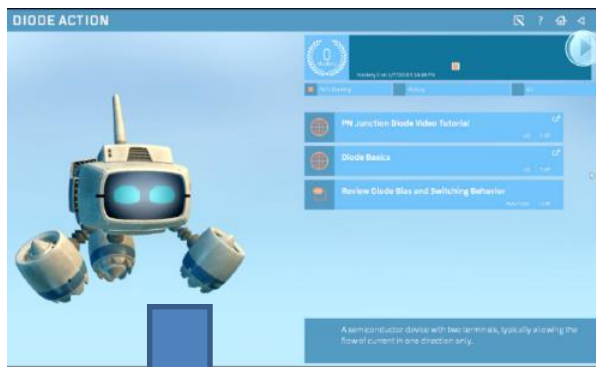 DIODE ACTION
?
0
PN Junction Diode Video Tutorial
Diode Basics
Review Diode Bias and Switching Behavior
A semiconductor device with two terminals, typically allowing the
flow of current in one direction only.